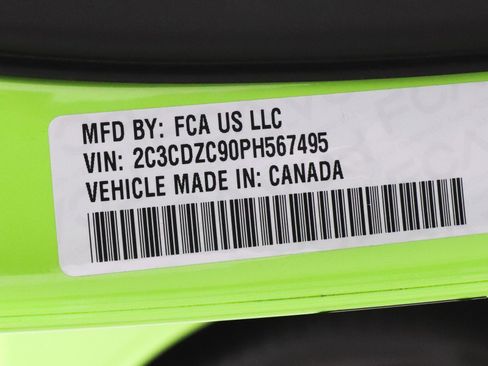 MFD BY: FCA US LLC
VIN: 2C3CDZC90PH567495
VEHICLE MADE IN: CANADA